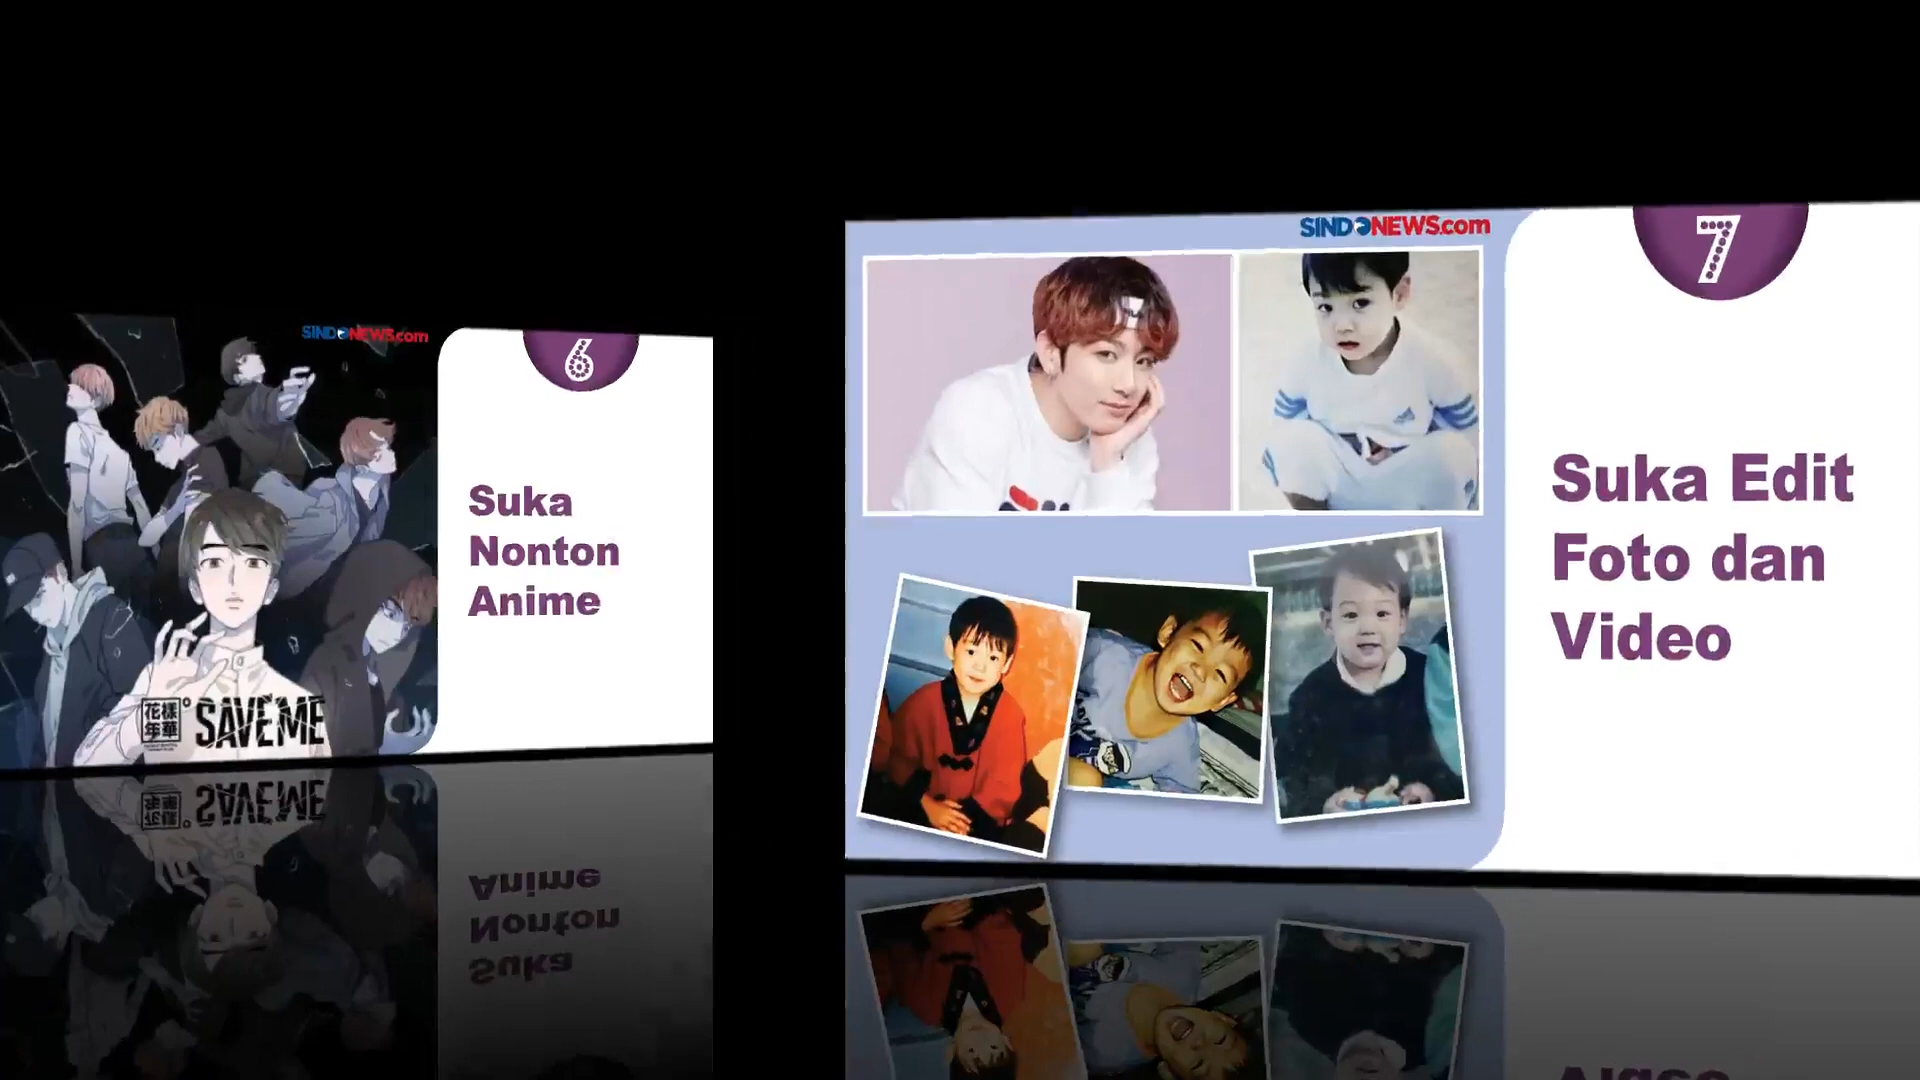 SINDONEWS.com
6
Suka
Nonton
Anime
花樣
年華
SAVE ME
SINDONEWS.com
7
Suka Edit
Foto dan
Video